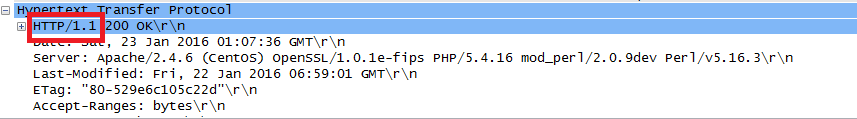 Hypertext Transfer Protocol
HTTP/1.1 200 OK\r\n
Date: Sat, 23 Jan 2016 01:07:36 GMT\r\n
Server: Apache/2.4.6 (CentOS) OpenSSL/1.0.1e-fips PHP/5.4.16 mod_perl/2.0.9dev Perl/v5.16.3\r\n
Last-Modified: Fri, 22 Jan 2016 06:59:01 GMT\r\n
ETag: "80-529e6c105c22d"\r\n
Accept-Ranges: bytes\r\n